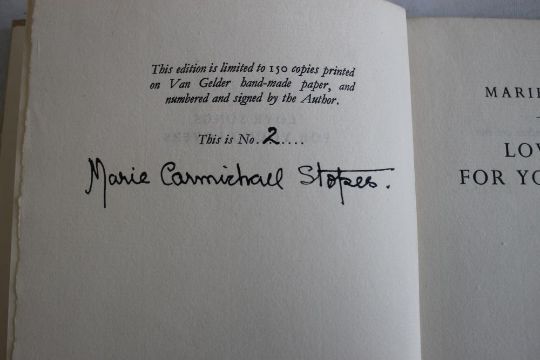 This edition is limited to 150 copies printed
on Van Gelder hand-made paper, and
numbered and signed by the Author.
This is No. 2....
Marie Carmichael Stopes.
MARIE
LOV
FOR YO